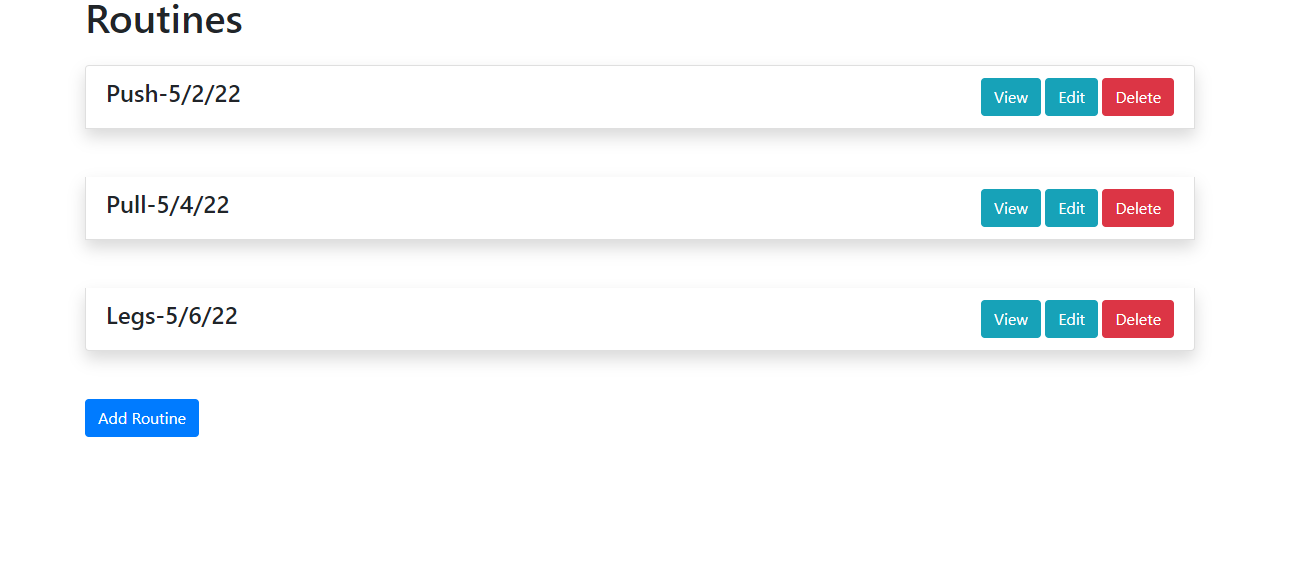 Routines
Push-5/2/22 View Edit Delete
Pull-5/4/22 View Edit Delete
Legs-5/6/22 View Edit Delete
Add Routine